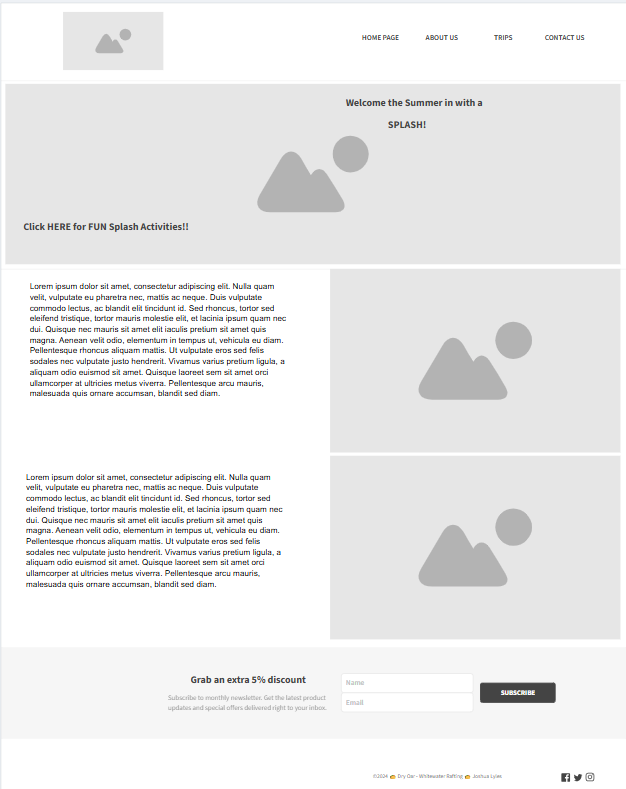 HOME PAGE ABOUT US TRIPS CONTACT US
Welcome the Summer in with a
SPLASH!
Click HERE for FUN Splash Activities!!
Lorem ipsum dolor sit amet, consectetur adipiscing elit. Nulla quam
velit, vulputate eu pharetra nec, mattis ac neque. Duis vulputate
commodo lectus, ac blandit elit tincidunt id. Sed rhoncus, tortor sed
eleifend tristique, tortor mauris molestie elit, et lacinia ipsum quam nec
dui. Quisque nec mauris sit amet elit iaculis pretium sit amet quis
magna. Aenean velit odio, elementum in tempus ut, vehicula eu diam.
Pellentesque rhoncus aliquam mattis. Ut vulputate eros sed felis
sodales nec vulputate justo hendrerit. Vivamus varius pretium ligula, a
aliquam odio euismod sit amet. Quisque laoreet sem sit amet orci
ullamcorper at ultricies metus viverra. Pellentesque arcu mauris,
malesuada quis ornare accumsan, blandit sed diam.
Lorem ipsum dolor sit amet, consectetur adipiscing elit. Nulla quam
velit, vulputate eu pharetra nec, mattis ac neque. Duis vulputate
commodo lectus, ac blandit elit tincidunt id. Sed rhoncus, tortor sed
eleifend tristique, tortor mauris molestie elit, et lacinia ipsum quam nec
dui. Quisque nec mauris sit amet elit iaculis pretium sit amet quis
magna. Aenean velit odio, elementum in tempus ut, vehicula eu diam.
Pellentesque rhoncus aliquam mattis. Ut vulputate eros sed felis
sodales nec vulputate justo hendrerit. Vivamus varius pretium ligula, a
aliquam odio euismod sit amet. Quisque laoreet sem sit amet orci
ullamcorper at ultricies metus viverra. Pellentesque arcu mauris,
malesuada quis ornare accumsan, blandit sed diam.
Grab an extra 5% discount
Subscribe to monthly newsletter. Get the latest product
updates and special offers delivered right to your inbox.
Name
Email
SUBSCRIBE
©2024 Dry Oar - Whitewater Rafting Joshua Lyles